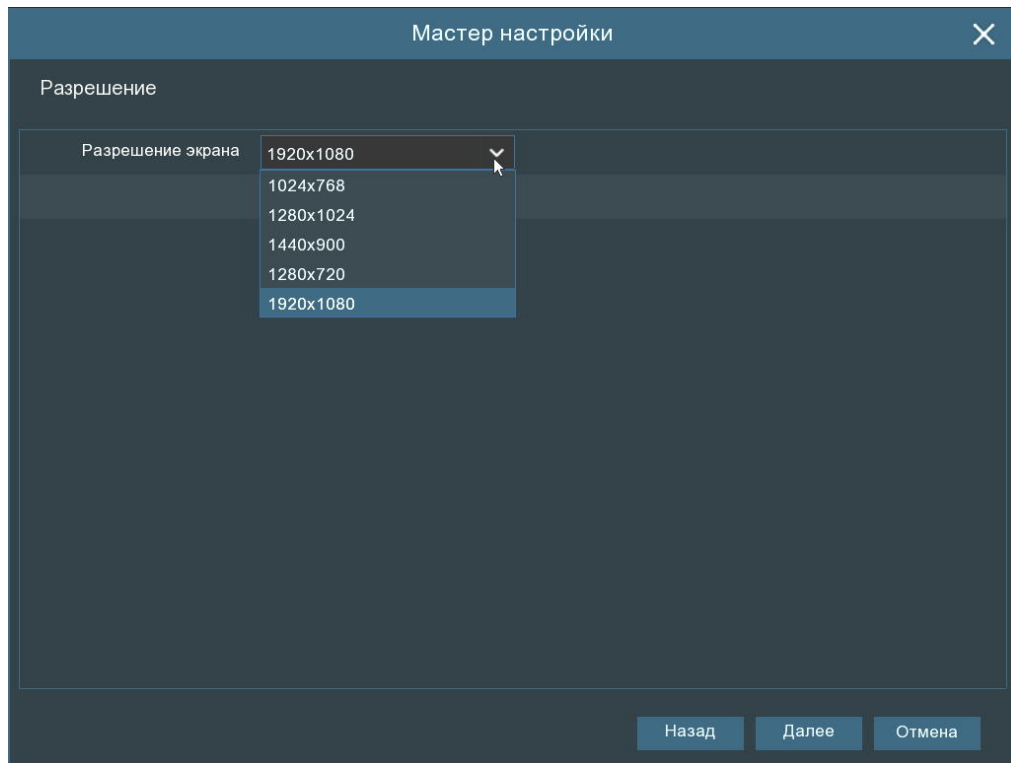 Мастер настройки
Разрешение
Разрешение экрана 1920x1080
1024x768
1280x1024
1440x900
1280x720
1920x1080
Назад Далее Отмена